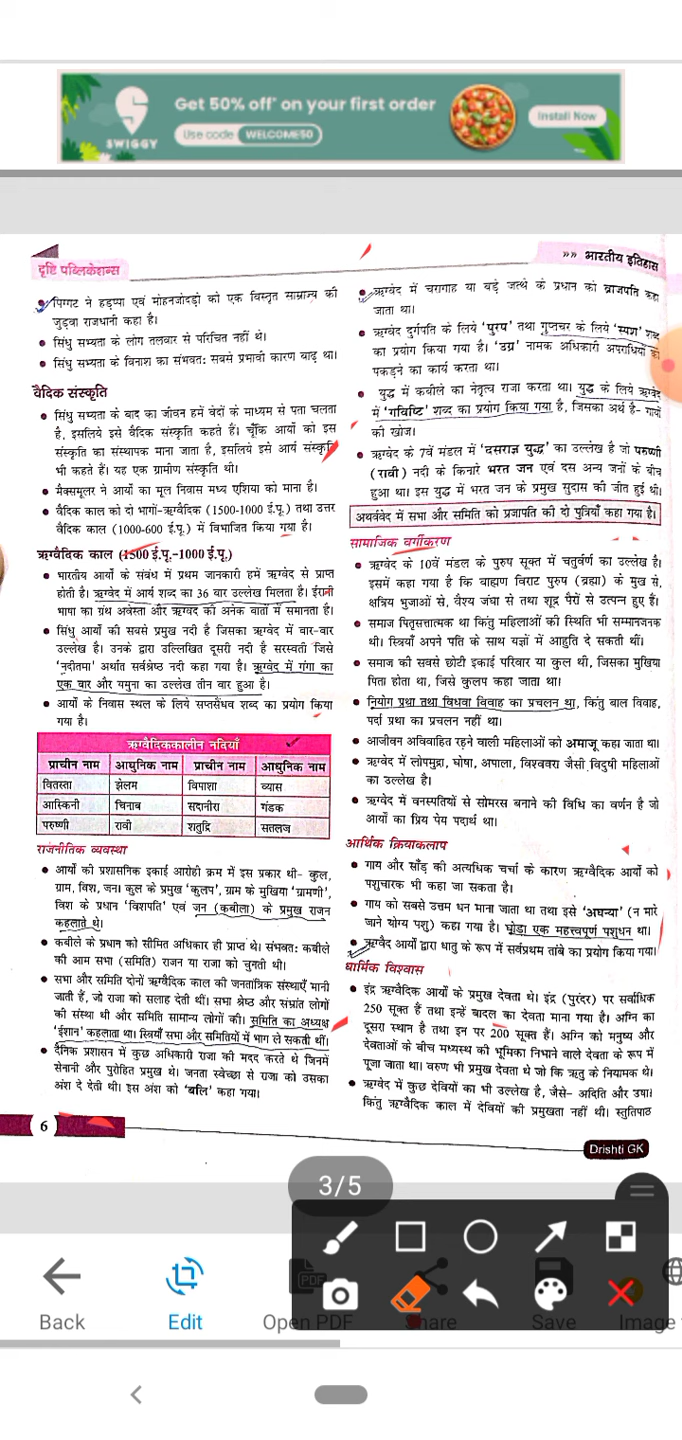 Get 50% off* on your first order
Use code WELCOME50
Install Now
SWIGGY
दृष्टि पब्लिकेशन्स
»» भारतीय इतिहास
पिग्गट ने हड़प्पा एवं मोहनजोदड़ो को एक विस्तृत साम्राज्य की
जुड़वा राजधानी कहा है।
• सिंधु सभ्यता के लोग तलवार से परिचित नहीं थे।
• सिंधु सभ्यता के विनाश का संभवतः सबसे प्रभावी कारण बाढ़ था।
वैदिक संस्कृति
• सिंधु सभ्यता के बाद का जीवन हमें वेदों के माध्यम से पता चलता
है, इसलिये इसे वैदिक संस्कृति कहते हैं। चूँकि आर्यों को इस
संस्कृति का संस्थापक माना जाता है, इसलिये इसे आर्य संस्कृति
भी कहते हैं। यह एक ग्रामीण संस्कृति थी।
• मैक्समूलर ने आर्यों का मूल निवास मध्य एशिया को माना है।
• वैदिक काल को दो भागों-ऋग्वैदिक (1500-1000 ई.पू.) तथा उत्तर
वैदिक काल (1000-600 ई.पू.) में विभाजित किया गया है।
ऋग्वैदिक काल (1500 ई.पू.-1000 ई.पू.)
• भारतीय आर्यों के संबंध में प्रथम जानकारी हमें ऋग्वेद से प्राप्त
होती है। ऋग्वेद में आर्य शब्द का 36 बार उल्लेख मिलता है। ईरानी
भाषा का ग्रंथ अवेस्ता और ऋग्वेद की अनेक बातों में समानता है।
• सिंधु आर्यों की सबसे प्रमुख नदी है जिसका ऋग्वेद में बार-बार
उल्लेख है। उनके द्वारा उल्लिखित दूसरी नदी है सरस्वती जिसे
'नदीतमा' अर्थात सर्वश्रेष्ठ नदी कहा गया है। ऋग्वेद में गंगा का
एक बार और यमुना का उल्लेख तीन बार हुआ है।
• आर्यों के निवास स्थल के लिये सप्तसैंधव शब्द का प्रयोग किया
गया है।
ऋग्वैदिककालीन नदियाँ
प्राचीन नाम आधुनिक नाम प्राचीन नाम आधुनिक नाम
वितस्ता झेलम विपाशा व्यास
आस्किनी चिनाब सदानीरा गंडक
परुष्णी रावी शतुद्रि सतलज
राजनीतिक व्यवस्था
• आर्यों की प्रशासनिक इकाई आरोही क्रम में इस प्रकार थी- कुल,
ग्राम, विश, जन। कुल के प्रमुख 'कुलप', ग्राम के मुखिया 'ग्रामणी',
विश के प्रधान 'विशपति' एवं जन (कबीला) के प्रमुख राजन
कहलाते थे।
• कबीले के प्रधान को सीमित अधिकार ही प्राप्त थे। संभवतः कबीले
की आम सभा (समिति) राजन या राजा को चुनती थी।
• सभा और समिति दोनों ऋग्वैदिक काल की जनतांत्रिक संस्थाएँ मानी
जाती हैं, जो राजा को सलाह देती थीं। सभा श्रेष्ठ और संभ्रांत लोगों
की संस्था थी और समिति सामान्य लोगों की। समिति का अध्यक्ष
'ईशान' कहलाता था। स्त्रियाँ सभा और समितियों में भाग ले सकती थीं।
• दैनिक प्रशासन में कुछ अधिकारी राजा की मदद करते थे जिनमें
सेनानी और पुरोहित प्रमुख थे। जनता स्वेच्छा से राजा को उसका
अंश दे देती थी। इस अंश को 'बलि' कहा गया।
ऋग्वेद में चरागाह या बड़े जत्थे के प्रधान को व्राजपति कहा
जाता था।
• ऋग्वेद दुर्गपति के लिये 'पुरप' तथा गुप्तचर के लिये 'स्पश' शब्द
का प्रयोग किया गया है। 'उग्र' नामक अधिकारी अपराधियों को
पकड़ने का कार्य करता था।
• युद्ध में कबीले का नेतृत्व राजा करता था। युद्ध के लिये ऋग्वेद
में 'गविष्टि' शब्द का प्रयोग किया गया है, जिसका अर्थ है- गायों
की खोज।
• ऋग्वेद के 7वें मंडल में 'दसराज्ञ युद्ध' का उल्लेख है जो परुष्णी
(रावी) नदी के किनारे भरत जन एवं दस अन्य जनों के बीच
हुआ था। इस युद्ध में भरत जन के प्रमुख सुदास की जीत हुई थी।
अथर्ववेद में सभा और समिति को प्रजापति की दो पुत्रियाँ कहा गया है।
सामाजिक वर्गीकरण
• ऋग्वेद के 10वें मंडल के पुरुष सूक्त में चतुर्वर्ण का उल्लेख है।
इसमें कहा गया है कि ब्राह्मण विराट पुरुष (ब्रह्मा) के मुख से,
क्षत्रिय भुजाओं से, वैश्य जंघा से तथा शूद्र पैरों से उत्पन्न हुए हैं।
• समाज पितृसत्तात्मक था किंतु महिलाओं की स्थिति भी सम्मानजनक
थी। स्त्रियाँ अपने पति के साथ यज्ञों में आहुति दे सकती थीं।
• समाज की सबसे छोटी इकाई परिवार या कुल थी, जिसका मुखिया
पिता होता था, जिसे कुलप कहा जाता था।
• नियोग प्रथा तथा विधवा विवाह का प्रचलन था, किंतु बाल विवाह,
पर्दा प्रथा का प्रचलन नहीं था।
• आजीवन अविवाहित रहने वाली महिलाओं को अमाजू कहा जाता था।
• ऋग्वेद में लोपमुद्रा, घोषा, अपाला, विश्ववरा जैसी विदुषी महिलाओं
का उल्लेख है।
• ऋग्वेद में वनस्पतियों से सोमरस बनाने की विधि का वर्णन है जो
आर्यों का प्रिय पेय पदार्थ था।
आर्थिक क्रियाकलाप
• गाय और साँड़ की अत्यधिक चर्चा के कारण ऋग्वैदिक आर्यों को
पशुचारक भी कहा जा सकता है।
• गाय को सबसे उत्तम धन माना जाता था तथा इसे 'अघन्या' (न मारे
जाने योग्य पशु) कहा गया है। घोड़ा एक महत्त्वपूर्ण पशुधन था।
ऋग्वैद आर्यों द्वारा धातु के रूप में सर्वप्रथम तांबे का प्रयोग किया गया।
धार्मिक विश्वास
• इंद्र ऋग्वैदिक आर्यों के प्रमुख देवता थे। इंद्र (पुरंदर) पर सर्वाधिक
250 सूक्त हैं तथा इन्हें बादल का देवता माना गया है। अग्नि का
दूसरा स्थान है तथा इन पर 200 सूक्त हैं। अग्नि को मनुष्य और
देवताओं के बीच मध्यस्थ की भूमिका निभाने वाले देवता के रूप में
पूजा जाता था। वरुण भी प्रमुख देवता थे जो कि ऋतु के नियामक थे।
• ऋग्वेद में कुछ देवियों का भी उल्लेख है, जैसे- अदिति और उषा।
किंतु ऋग्वैदिक काल में देवियों की प्रमुखता नहीं थी। स्तुतिपाठ
6
Drishti GK
3/5
Back
Edit
Open PDF
Share
Save
Image